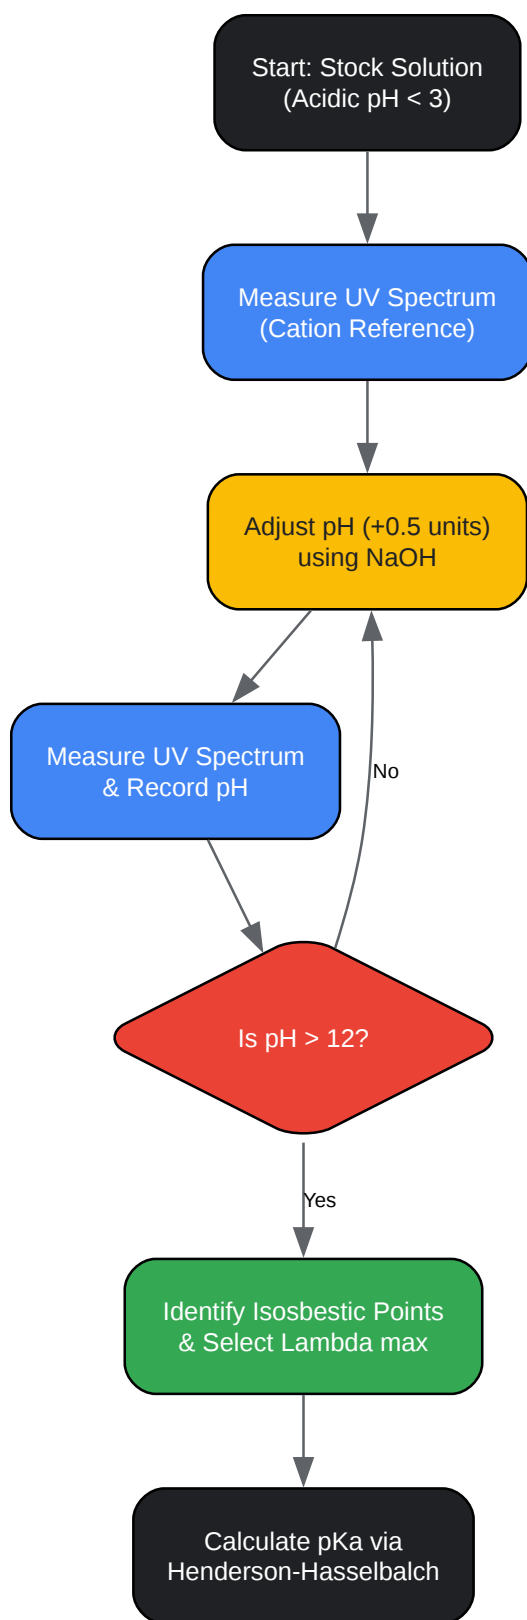 Start: Stock Solution
(Acidic pH < 3)
Measure UV Spectrum
(Cation Reference)
Adjust pH (+0.5 units)
using NaOH
Measure UV Spectrum
& Record pH
No
Is pH > 12?
Yes
Identify Isosbestic Points
& Select Lambda max
Calculate pKa via
Henderson-Hasselbalch